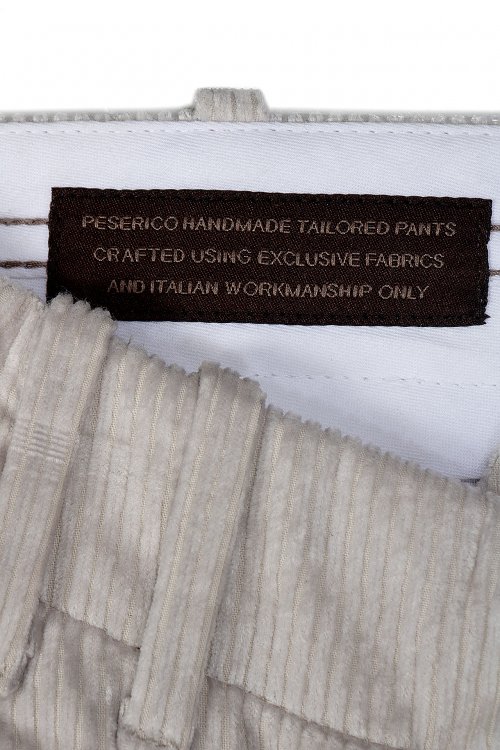 PESERICO HANDMADE TAILORED PANTS
CRAFTED USING EXCLUSIVE FABRICS
AND ITALIAN WORKMANSHIP ONLY